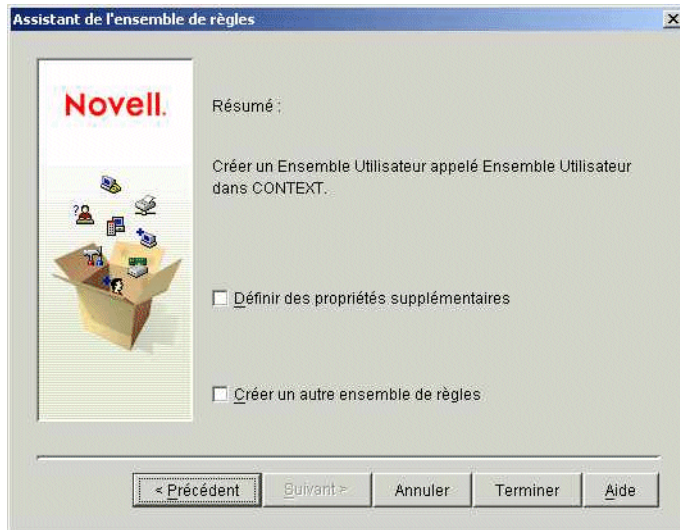 Assistant de l'ensemble de règles
Novell.
Résumé :
Créer un Ensemble Utilisateur appelé Ensemble Utilisateur
dans CONTEXT.
Définir des propriétés supplémentaires
Créer un autre ensemble de règles
< Précédent
Suivant >
Annuler
Terminer
Aide